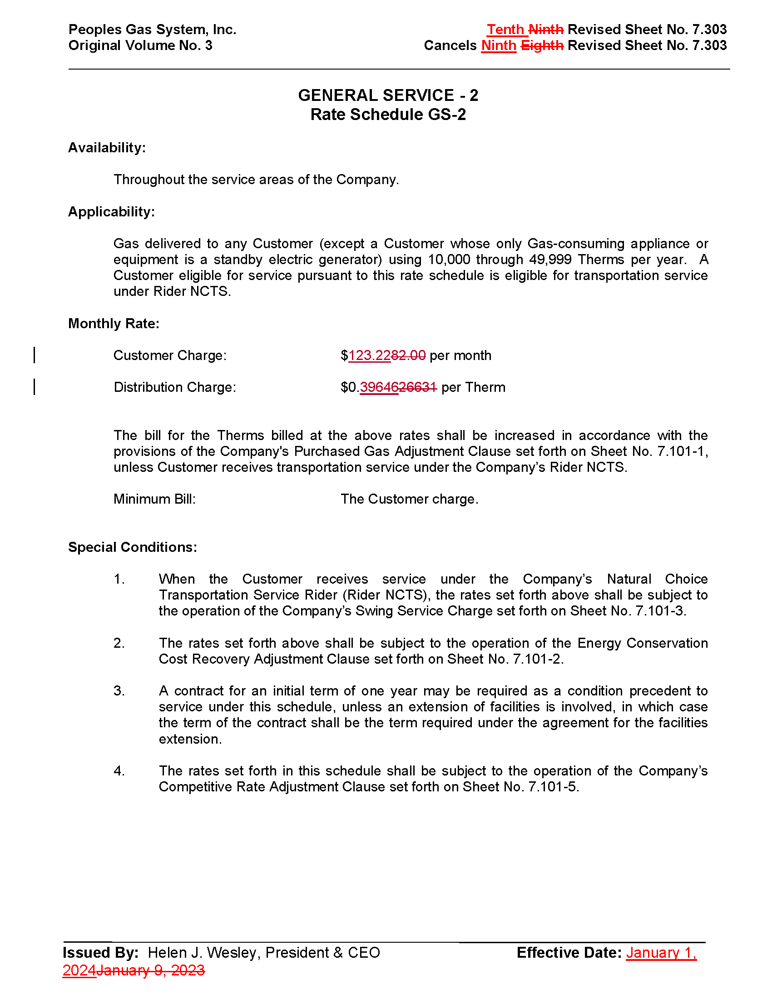 Peoples Gas System, Inc. Tenth Ninth Revised Sheet No. 7.303
Original Volume No. 3 Cancels Ninth Eighth Revised Sheet No. 7.303
GENERAL SERVICE - 2
Rate Schedule GS-2
Availability:
Throughout the service areas of the Company.
Applicability:
Gas delivered to any Customer (except a Customer whose only Gas-consuming appliance or
equipment is a standby electric generator) using 10,000 through 49,999 Therms per year. A
Customer eligible for service pursuant to this rate schedule is eligible for transportation service
under Rider NCTS.
Monthly Rate:
Customer Charge: $123.2282.00 per month
Distribution Charge: $0.3964626631 per Therm
The bill for the Therms billed at the above rates shall be increased in accordance with the
provisions of the Company's Purchased Gas Adjustment Clause set forth on Sheet No. 7.101-1,
unless Customer receives transportation service under the Company’s Rider NCTS.
Minimum Bill: The Customer charge.
Special Conditions:
1. When the Customer receives service under the Company’s Natural Choice
Transportation Service Rider (Rider NCTS), the rates set forth above shall be subject to
the operation of the Company’s Swing Service Charge set forth on Sheet No. 7.101-3.
2. The rates set forth above shall be subject to the operation of the Energy Conservation
Cost Recovery Adjustment Clause set forth on Sheet No. 7.101-2.
3. A contract for an initial term of one year may be required as a condition precedent to
service under this schedule, unless an extension of facilities is involved, in which case
the term of the contract shall be the term required under the agreement for the facilities
extension.
4. The rates set forth in this schedule shall be subject to the operation of the Company’s
Competitive Rate Adjustment Clause set forth on Sheet No. 7.101-5.
Issued By: Helen J. Wesley, President & CEO Effective Date: January 1,
2024January 9, 2023